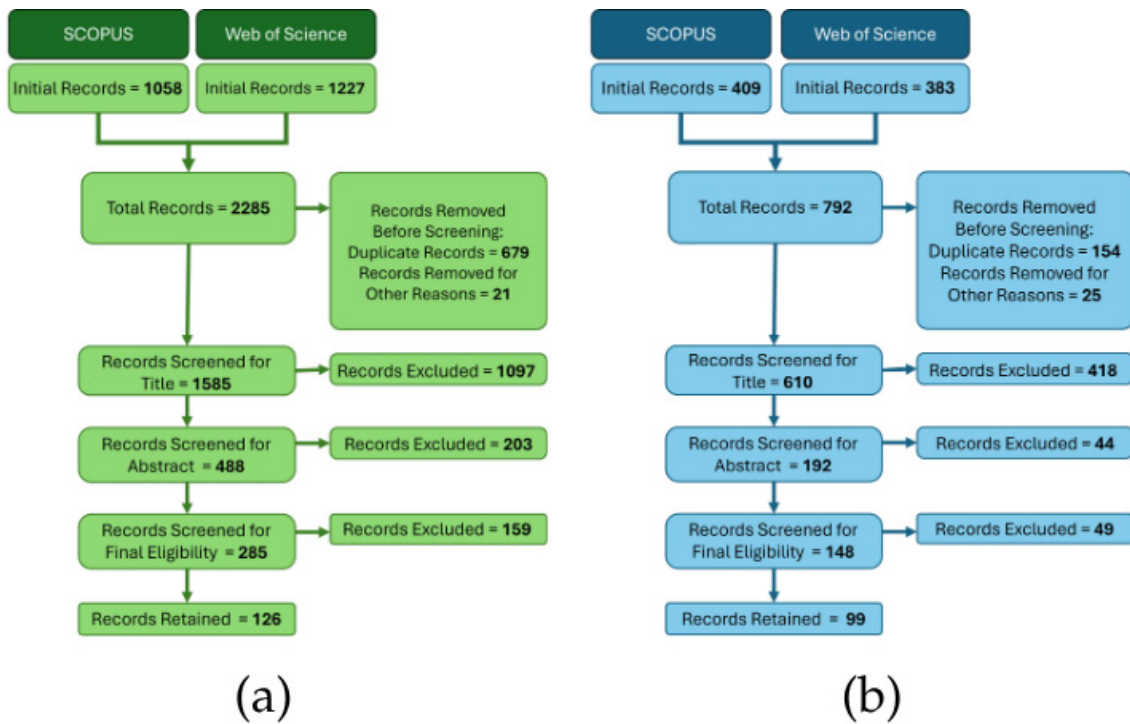 SCOPUS
Web of Science
Initial Records = 1058
Initial Records = 1227
Total Records = 2285
Records Removed
Before Screening:
Duplicate Records = 679
Records Removed for
Other Reasons = 21
Records Screened for
Title = 1585
Records Excluded = 1097
Records Screened for
Abstract = 488
Records Excluded = 203
Records Screened for
Final Eligibility = 285
Records Excluded = 159
Records Retained = 126
(a)
SCOPUS
Web of Science
Initial Records = 409
Initial Records = 383
Total Records = 792
Records Removed
Before Screening:
Duplicate Records = 154
Records Removed for
Other Reasons = 25
Records Screened for
Title = 610
Records Excluded = 418
Records Screened for
Abstract = 192
Records Excluded = 44
Records Screened for
Final Eligibility = 148
Records Excluded = 49
Records Retained = 99
(b)